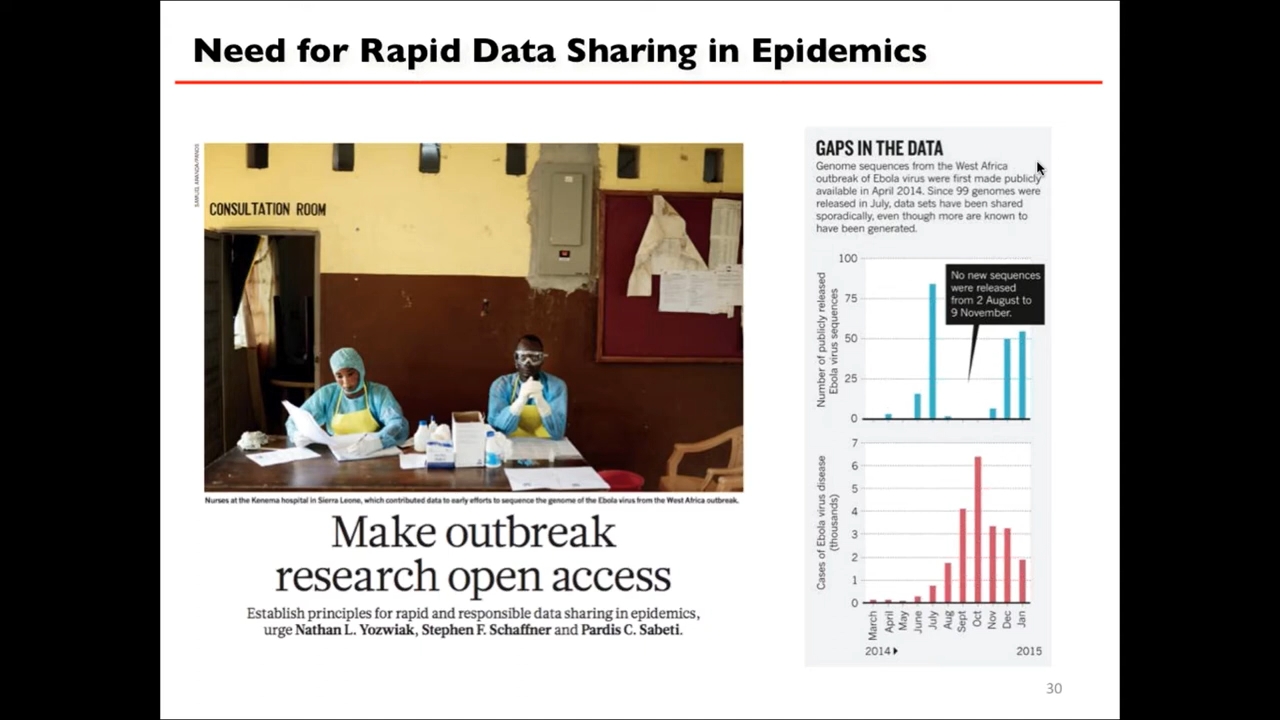 Need for Rapid Data Sharing in Epidemics
CONSULTATION ROOM
Nurses at the Kenema hospital in Sierra Leone, which contributed data to early efforts to sequence the genome of the Ebola virus from the West Africa outbreak.
Make outbreak
research open access
Establish principles for rapid and responsible data sharing in epidemics,
urge Nathan L. Yozwiak, Stephen F. Schaffner and Pardis C. Sabeti.
GAPS IN THE DATA
Genome sequences from the West Africa
outbreak of Ebola virus were first made publicly
available in April 2014. Since 99 genomes were
released in July, data sets have been shared
sporadically, even though more are known to
have been generated.
Number of publicly released
Ebola virus sequences
100
75
50
25
0
No new sequences
were released
from 2 August to
9 November.
Cases of Ebola virus disease
(thousands)
7
6
5
4
3
2
1
0
March April May June July Aug Sept Oct Nov Dec Jan
2014 2015
30